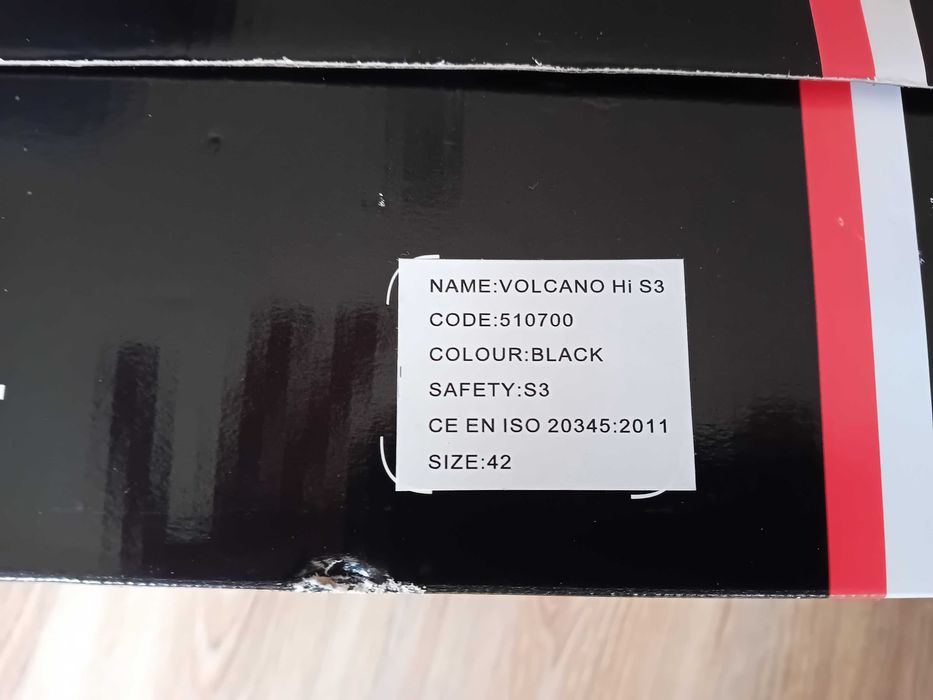 NAME:VOLCANO Hi S3
CODE:510700
COLOUR:BLACK
SAFETY:S3
CE EN ISO 20345:2011
SIZE:42